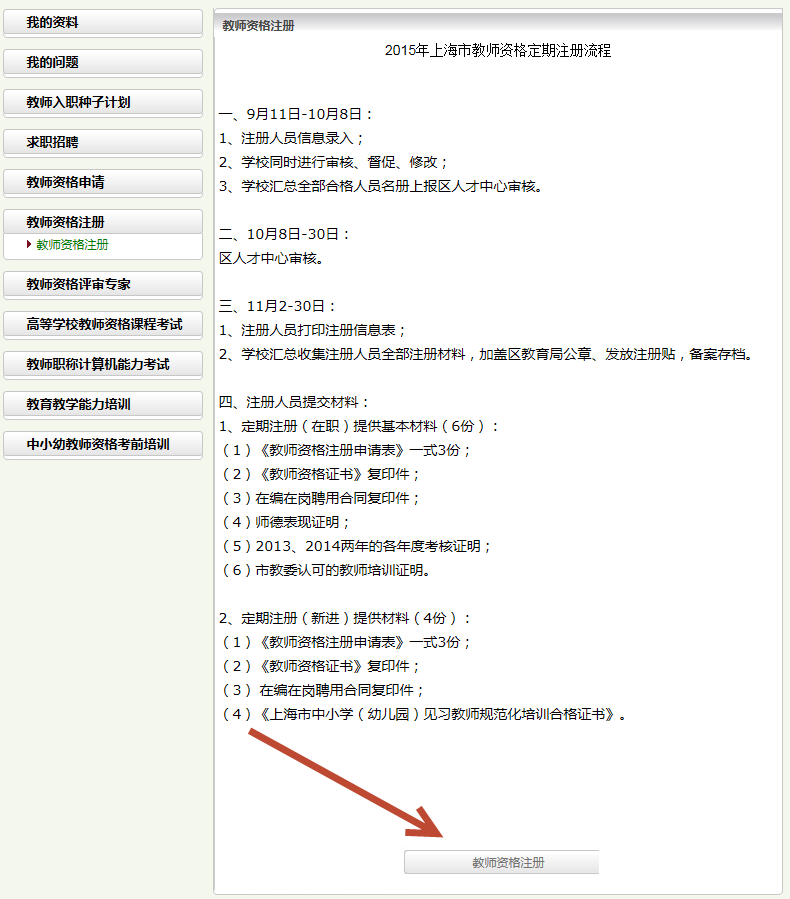 我的资料
我的问题
教师入职种子计划
求职招聘
教师资格申请
教师资格注册
教师资格注册
教师资格评审专家
高等学校教师资格课程考试
教师职称计算机能力考试
教育教学能力培训
中小幼教师资格考前培训
教师资格注册
2015年上海市教师资格定期注册流程
一、9月11日-10月8日：
1、注册人员信息录入；
2、学校同时进行审核、督促、修改；
3、学校汇总全部合格人员名册上报区人才中心审核。
二、10月8日-30日：
区人才中心审核。
三、11月2-30日：
1、注册人员打印注册信息表；
2、学校汇总收集注册人员全部注册材料，加盖区教育局公章、发放注册贴，备案存档。
四、注册人员提交材料：
1、定期注册（在职）提供基本材料（6份）：
（1）《教师资格注册申请表》一式3份；
（2）《教师资格证书》复印件；
（3）在编在岗聘用合同复印件；
（4）师德表现证明；
（5）2013、2014两年的各年度考核证明；
（6）市教委认可的教师培训证明。
2、定期注册（新进）提供材料（4份）：
（1）《教师资格注册申请表》一式3份；
（2）《教师资格证书》复印件；
（3） 在编在岗聘用合同复印件；
（4）《上海市中小学（幼儿园）见习教师规范化培训合格证书》。
教师资格注册